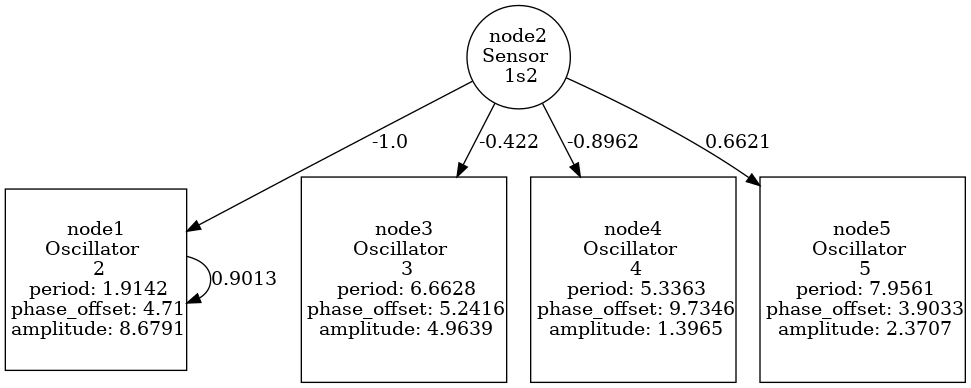 node2
Sensor
1s2
-1.0
-0.422
-0.8962
0.6621
node1
Oscillator
2
period: 1.9142
phase_offset: 4.71
amplitude: 8.6791
0.9013
node3
Oscillator
3
period: 6.6628
phase_offset: 5.2416
amplitude: 4.9639
node4
Oscillator
4
period: 5.3363
phase_offset: 9.7346
amplitude: 1.3965
node5
Oscillator
5
period: 7.9561
phase_offset: 3.9033
amplitude: 2.3707